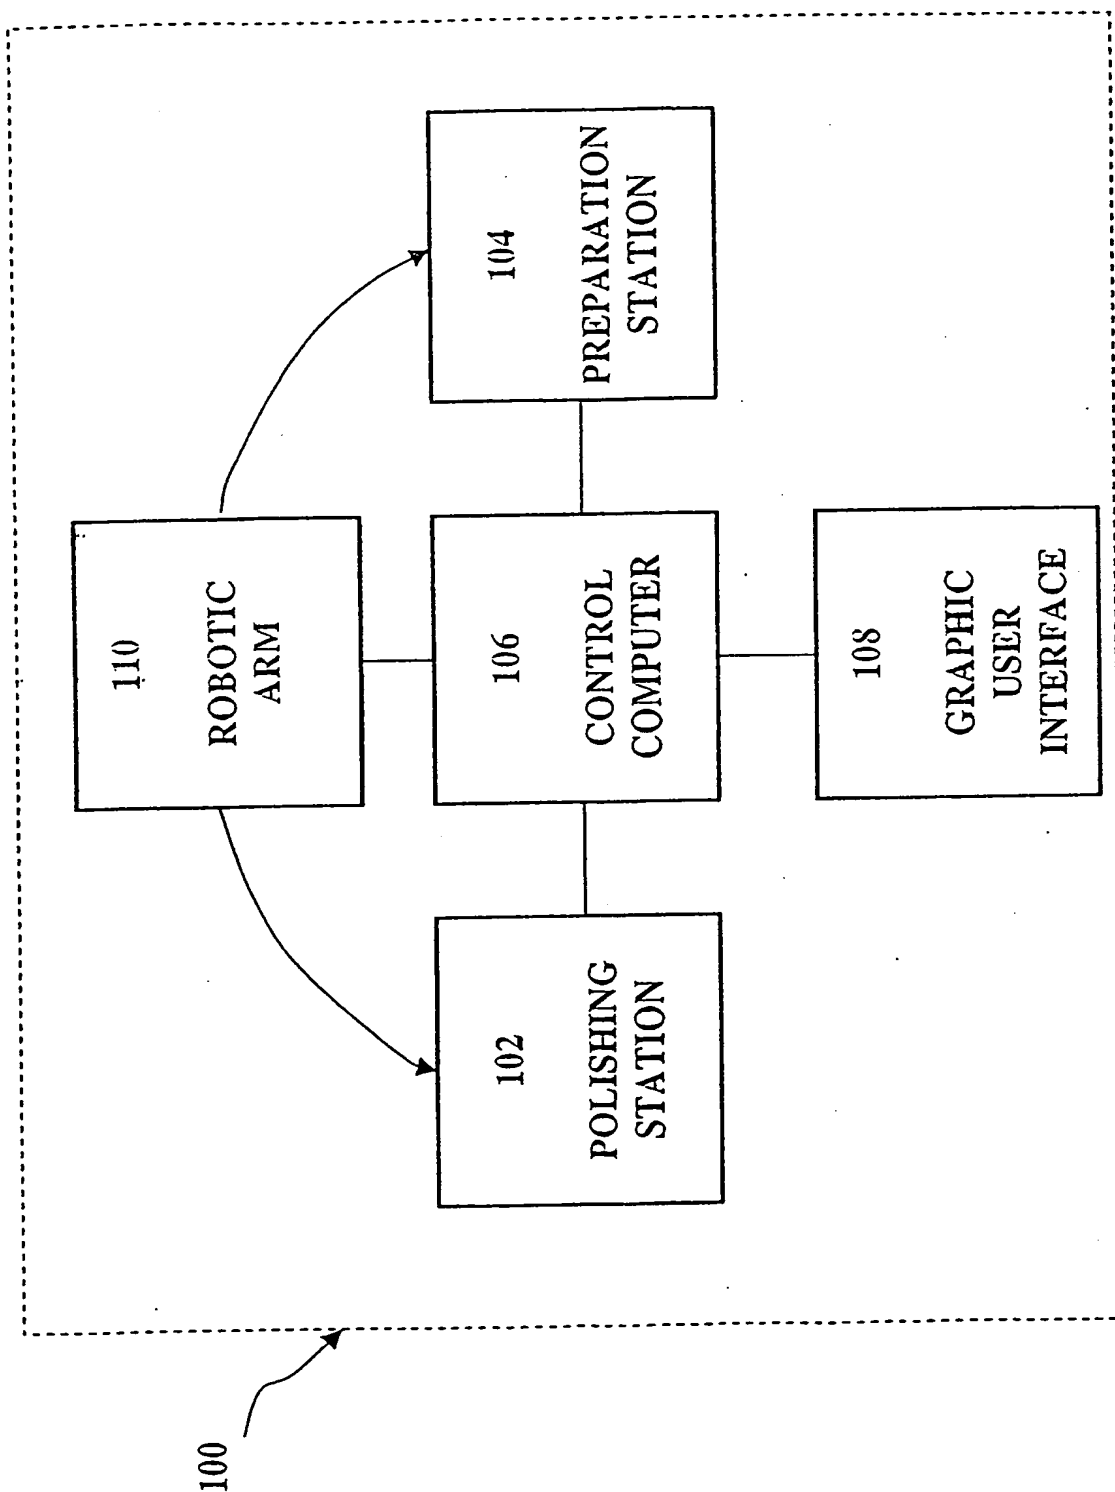 100
110
ROBOTIC
ARM
102
POLISHING
STATION
106
CONTROL
COMPUTER
104
PREPARATION
STATION
108
GRAPHIC
USER
INTERFACE